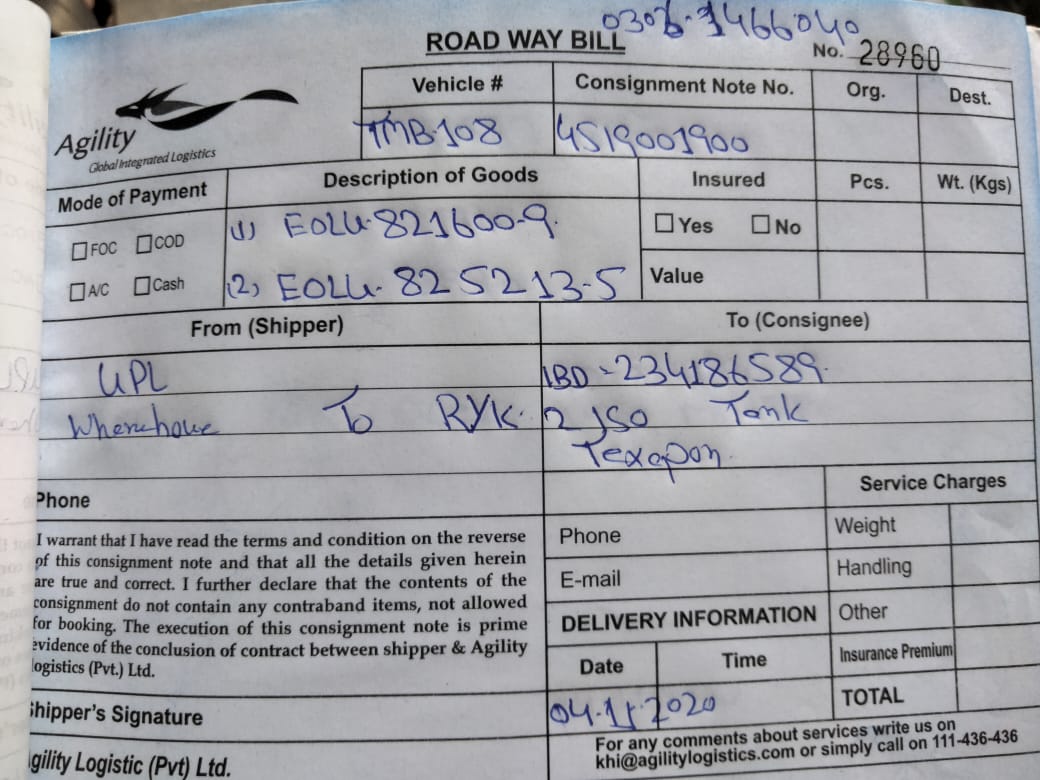 0306-3466040
ROAD WAY BILL
No. 28960
Agility
Global Integrated Logistics
Vehicle #
Consignment Note No.
Org.
Dest.
TMB-108
4519001900
Mode of Payment
Description of Goods
Insured
Pcs.
Wt. (Kgs)
FOC COD
(1) EOLU-821600-9.
Yes No
A/C Cash
(2) EOLU-825213-5
Value
From (Shipper)
To (Consignee)
UPL
IBD-234186589.
Wherehowe To RYK.
2 ISO Tank
Texapon.
Phone
Service Charges
I warrant that I have read the terms and condition on the reverse
of this consignment note and that all the details given herein
are true and correct. I further declare that the contents of the
consignment do not contain any contraband items, not allowed
for booking. The execution of this consignment note is prime
evidence of the conclusion of contract between shipper & Agility
logistics (Pvt.) Ltd.
Phone
Weight
E-mail
Handling
DELIVERY INFORMATION
Other
Date
Time
Insurance Premium
04-11-2020
TOTAL
Shipper's Signature
For any comments about services write us on
khi@agilitylogistics.com or simply call on 111-436-436
Agility Logistic (Pvt) Ltd.